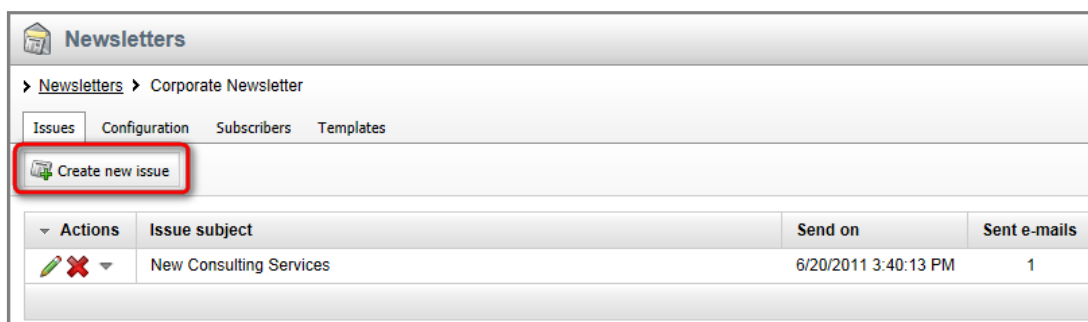 Newsletters
Newsletters Corporate Newsletter
Issues Configuration Subscribers Templates
Create new issue
Actions Issue subject Send on Sent e-mails
New Consulting Services 6/20/2011 3:40:13 PM 1